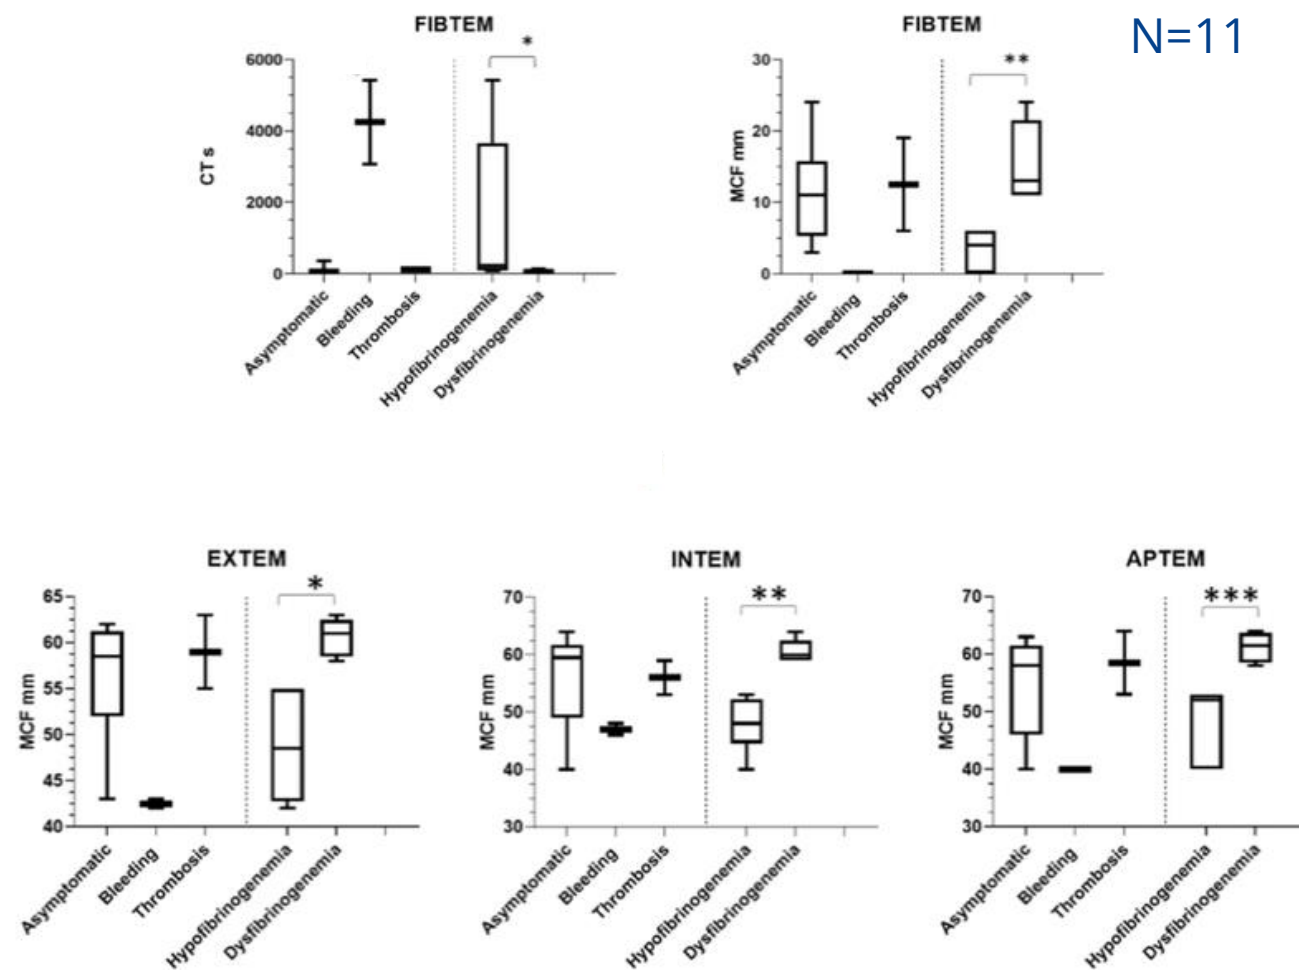 FIBTEM
*
6000
4000
2000
0
CT s
Asymptomatic
Bleeding
Thrombosis
Hypofibrinogenemia
Dysfibrinogenemia
FIBTEM
**
30
20
10
0
MCF mm
Asymptomatic
Bleeding
Thrombosis
Hypofibrinogenemia
Dysfibrinogenemia
N=11
EXTEM
*
65
60
55
50
45
40
MCF mm
Asymptomatic
Bleeding
Thrombosis
Hypofibrinogenemia
Dysfibrinogenemia
INTEM
**
70
60
50
40
30
MCF mm
Asymptomatic
Bleeding
Thrombosis
Hypofibrinogenemia
Dysfibrinogenemia
APTEM
***
70
60
50
40
30
MCF mm
Asymptomatic
Bleeding
Thrombosis
Hypofibrinogenemia
Dysfibrinogenemia